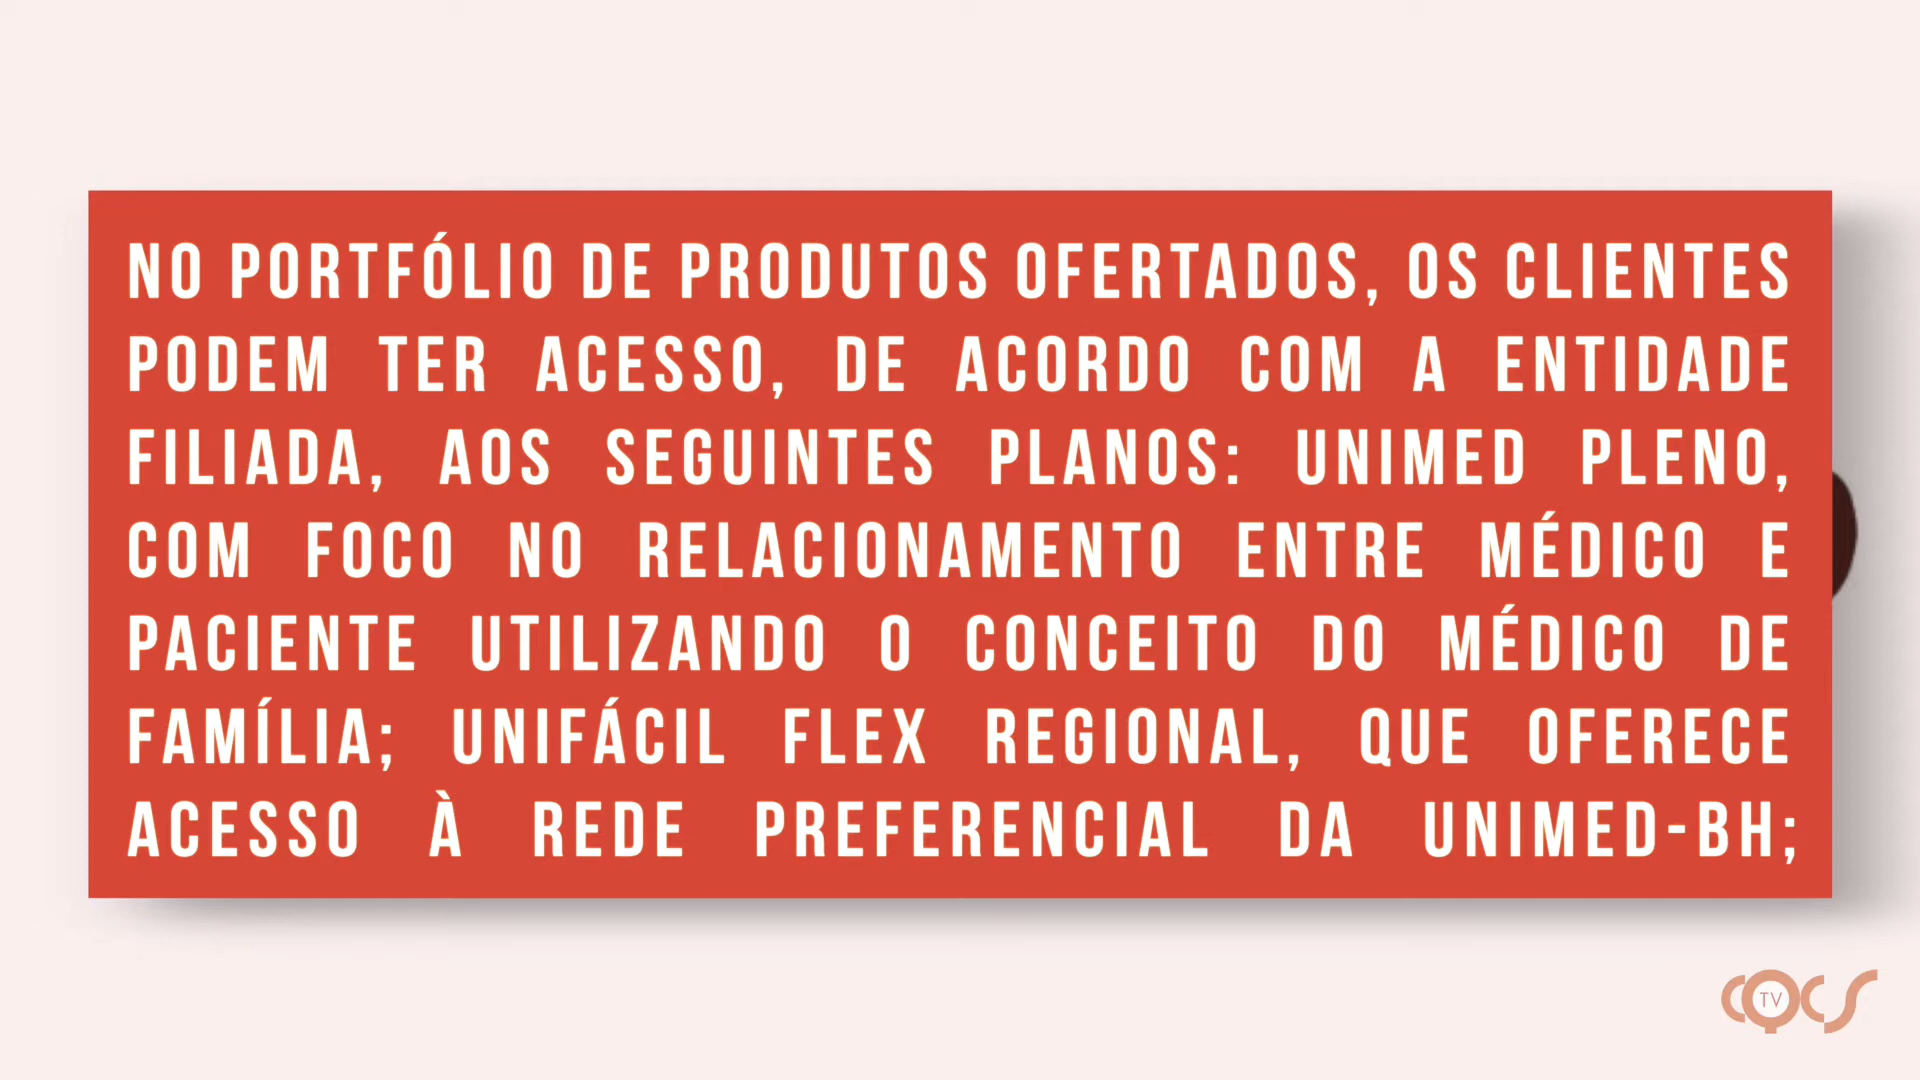 NO PORTFÓLIO DE PRODUTOS OFERTADOS, OS CLIENTES
PODEM TER ACESSO, DE ACORDO COM A ENTIDADE
FILIADA, AOS SEGUINTES PLANOS: UNIMED PLENO,
COM FOCO NO RELACIONAMENTO ENTRE MÉDICO E
PACIENTE UTILIZANDO O CONCEITO DO MÉDICO DE
FAMÍLIA; UNIFÁCIL FLEX REGIONAL, QUE OFERECE
ACESSO À REDE PREFERENCIAL DA UNIMED-BH;
CQCS
TV